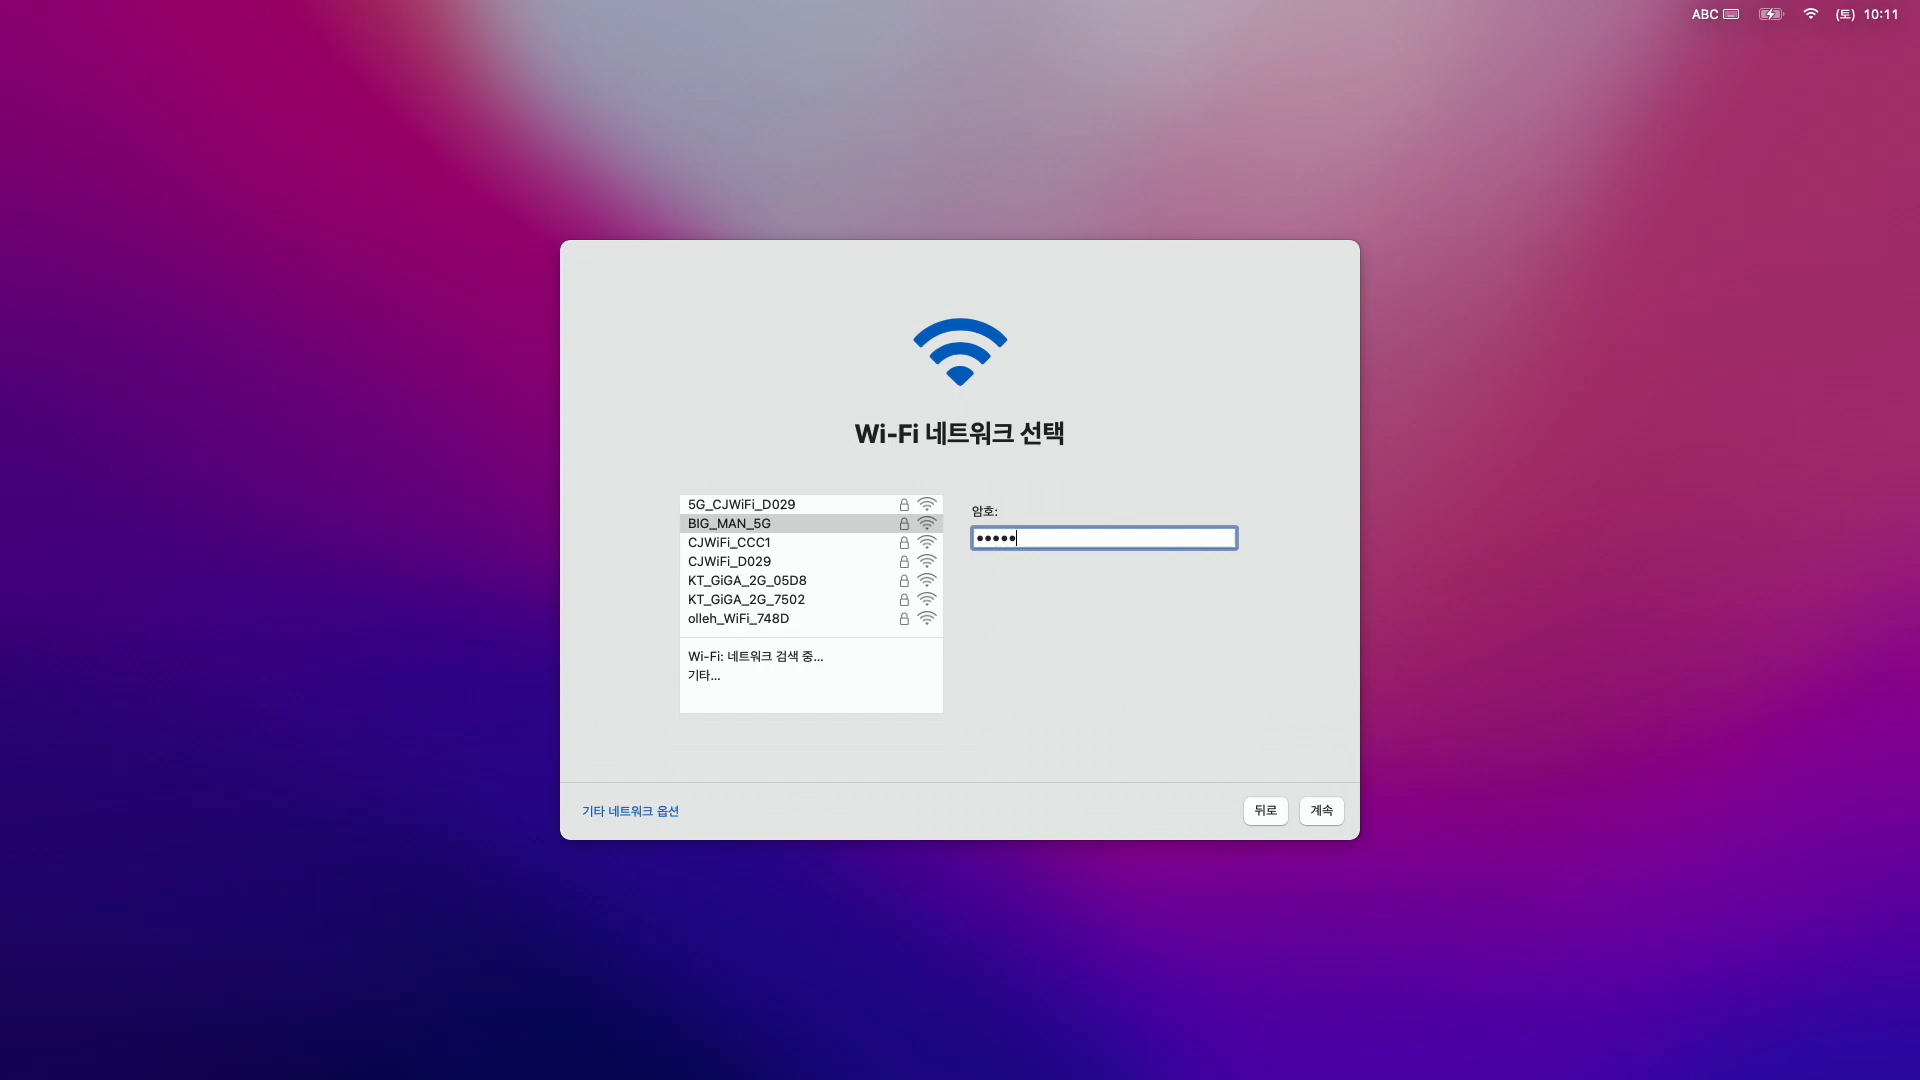 ABC (토) 10:11
Wi-Fi 네트워크 선택
5G_CJWiFi_D029
BIG_MAN_5G
CJWiFi_CCC1
CJWiFi_D029
KT_GiGA_2G_05D8
KT_GiGA_2G_7502
olleh_WiFi_748D
Wi-Fi: 네트워크 검색 중...
기타...
암호:
•••••
기타 네트워크 옵션
뒤로 계속